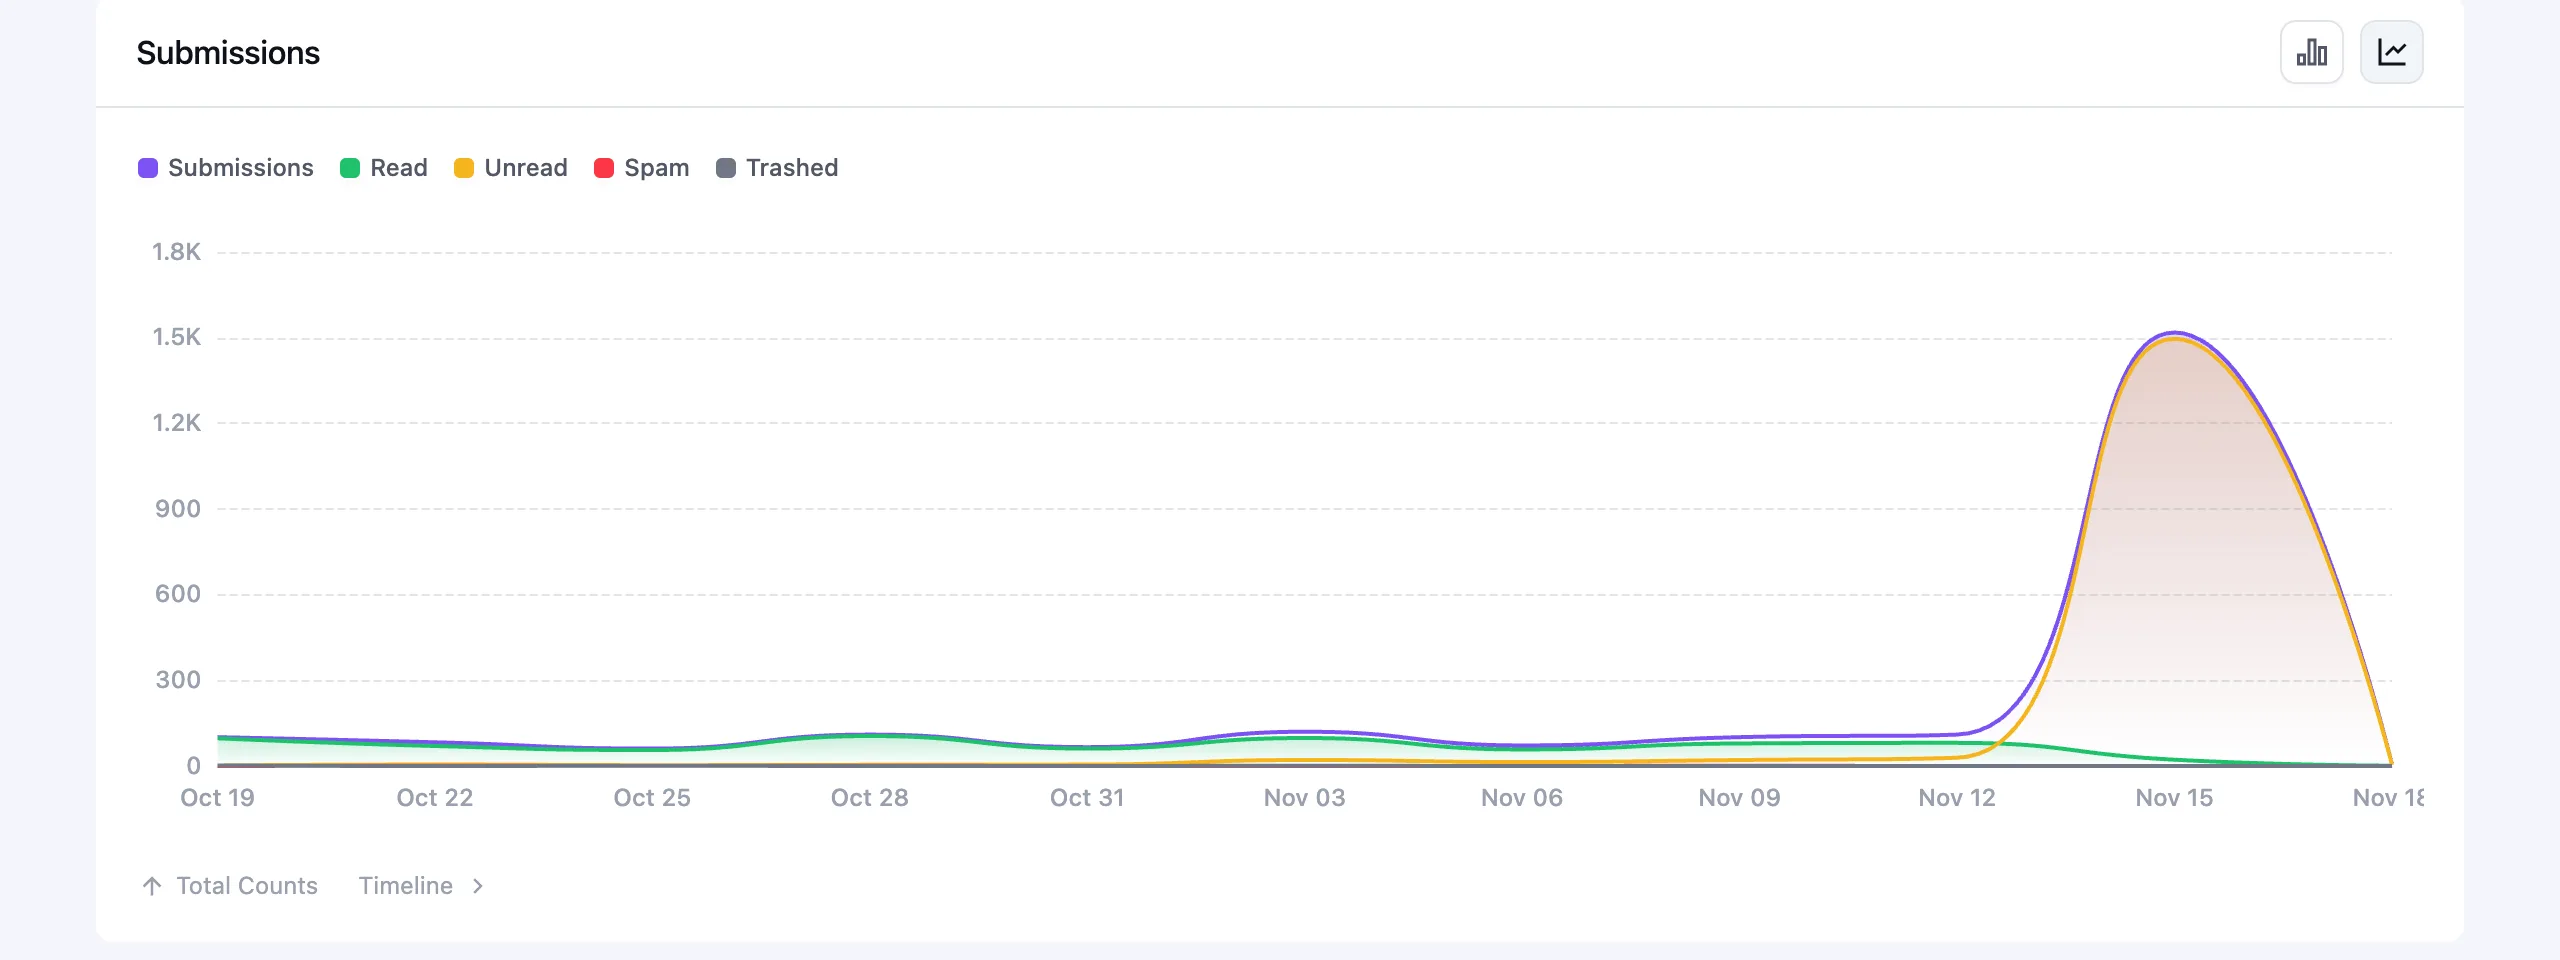 Submissions
Submissions Read Unread Spam Trashed
1.8K
1.5K
1.2K
900
600
300
0
Oct 19 Oct 22 Oct 25 Oct 28 Oct 31 Nov 03 Nov 06 Nov 09 Nov 12 Nov 15 Nov 18
Total Counts Timeline